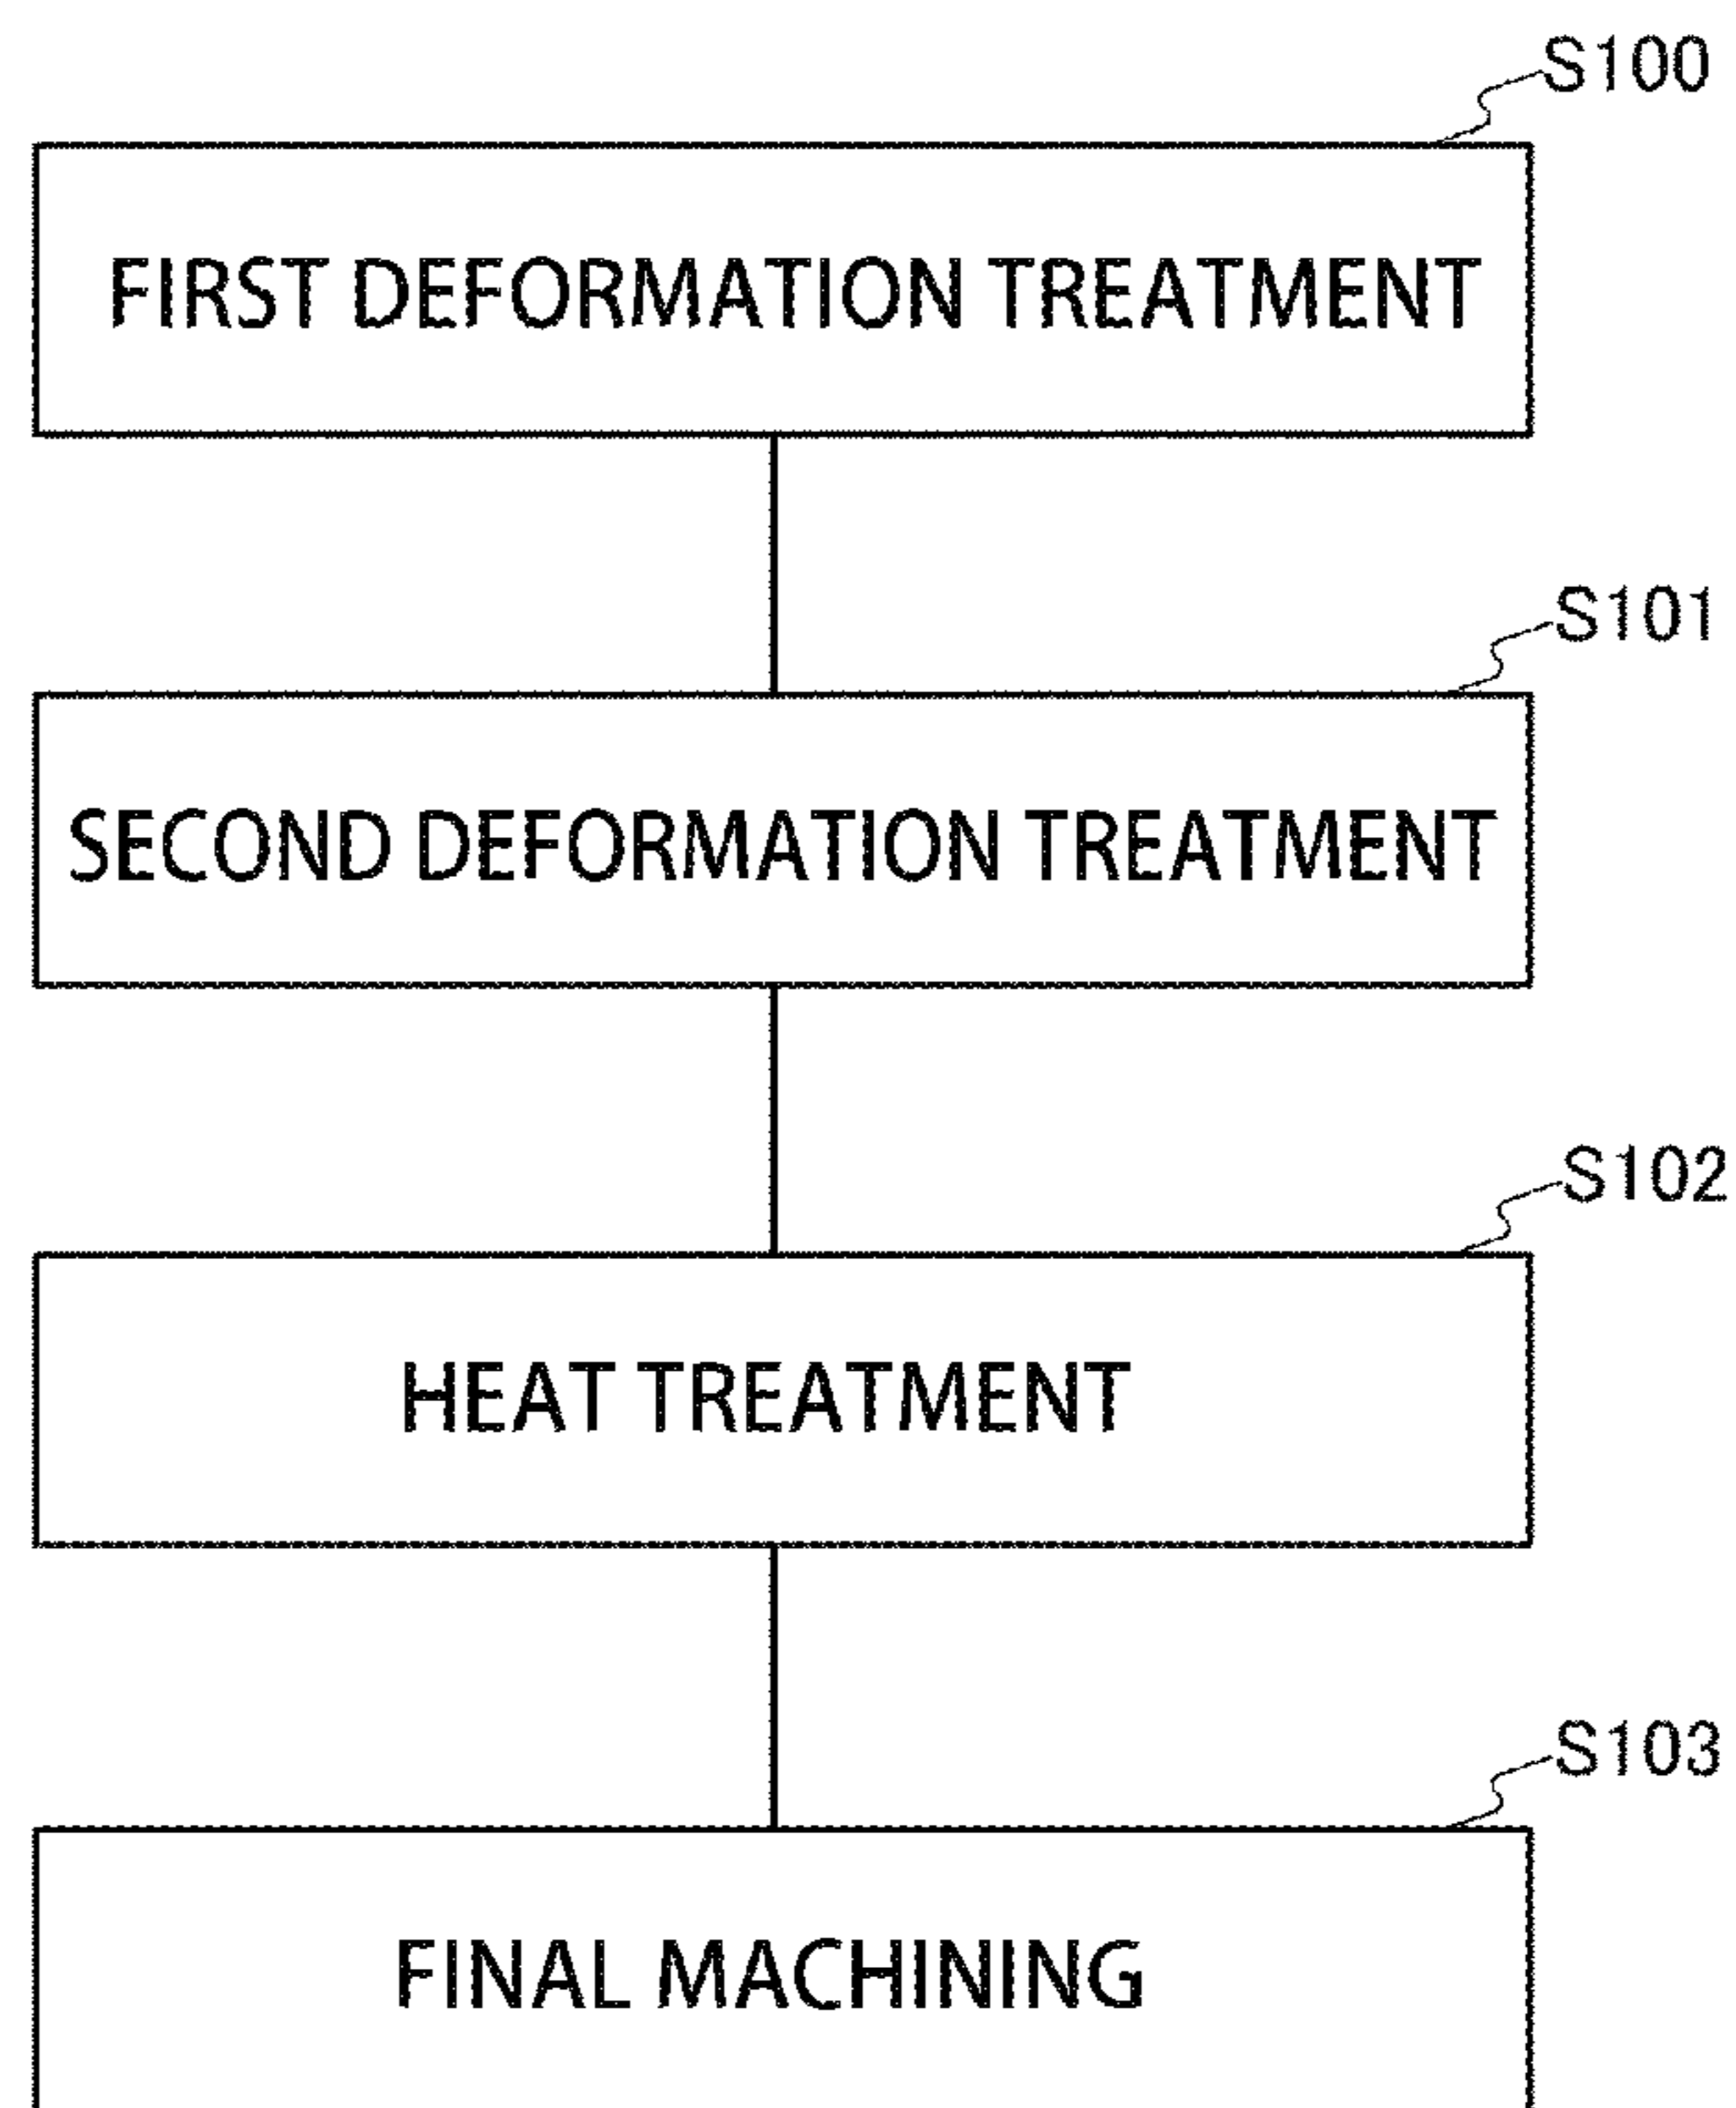 S100
FIRST DEFORMATION TREATMENT
S101
SECOND DEFORMATION TREATMENT
S102
HEAT TREATMENT
S103
FINAL MACHINING